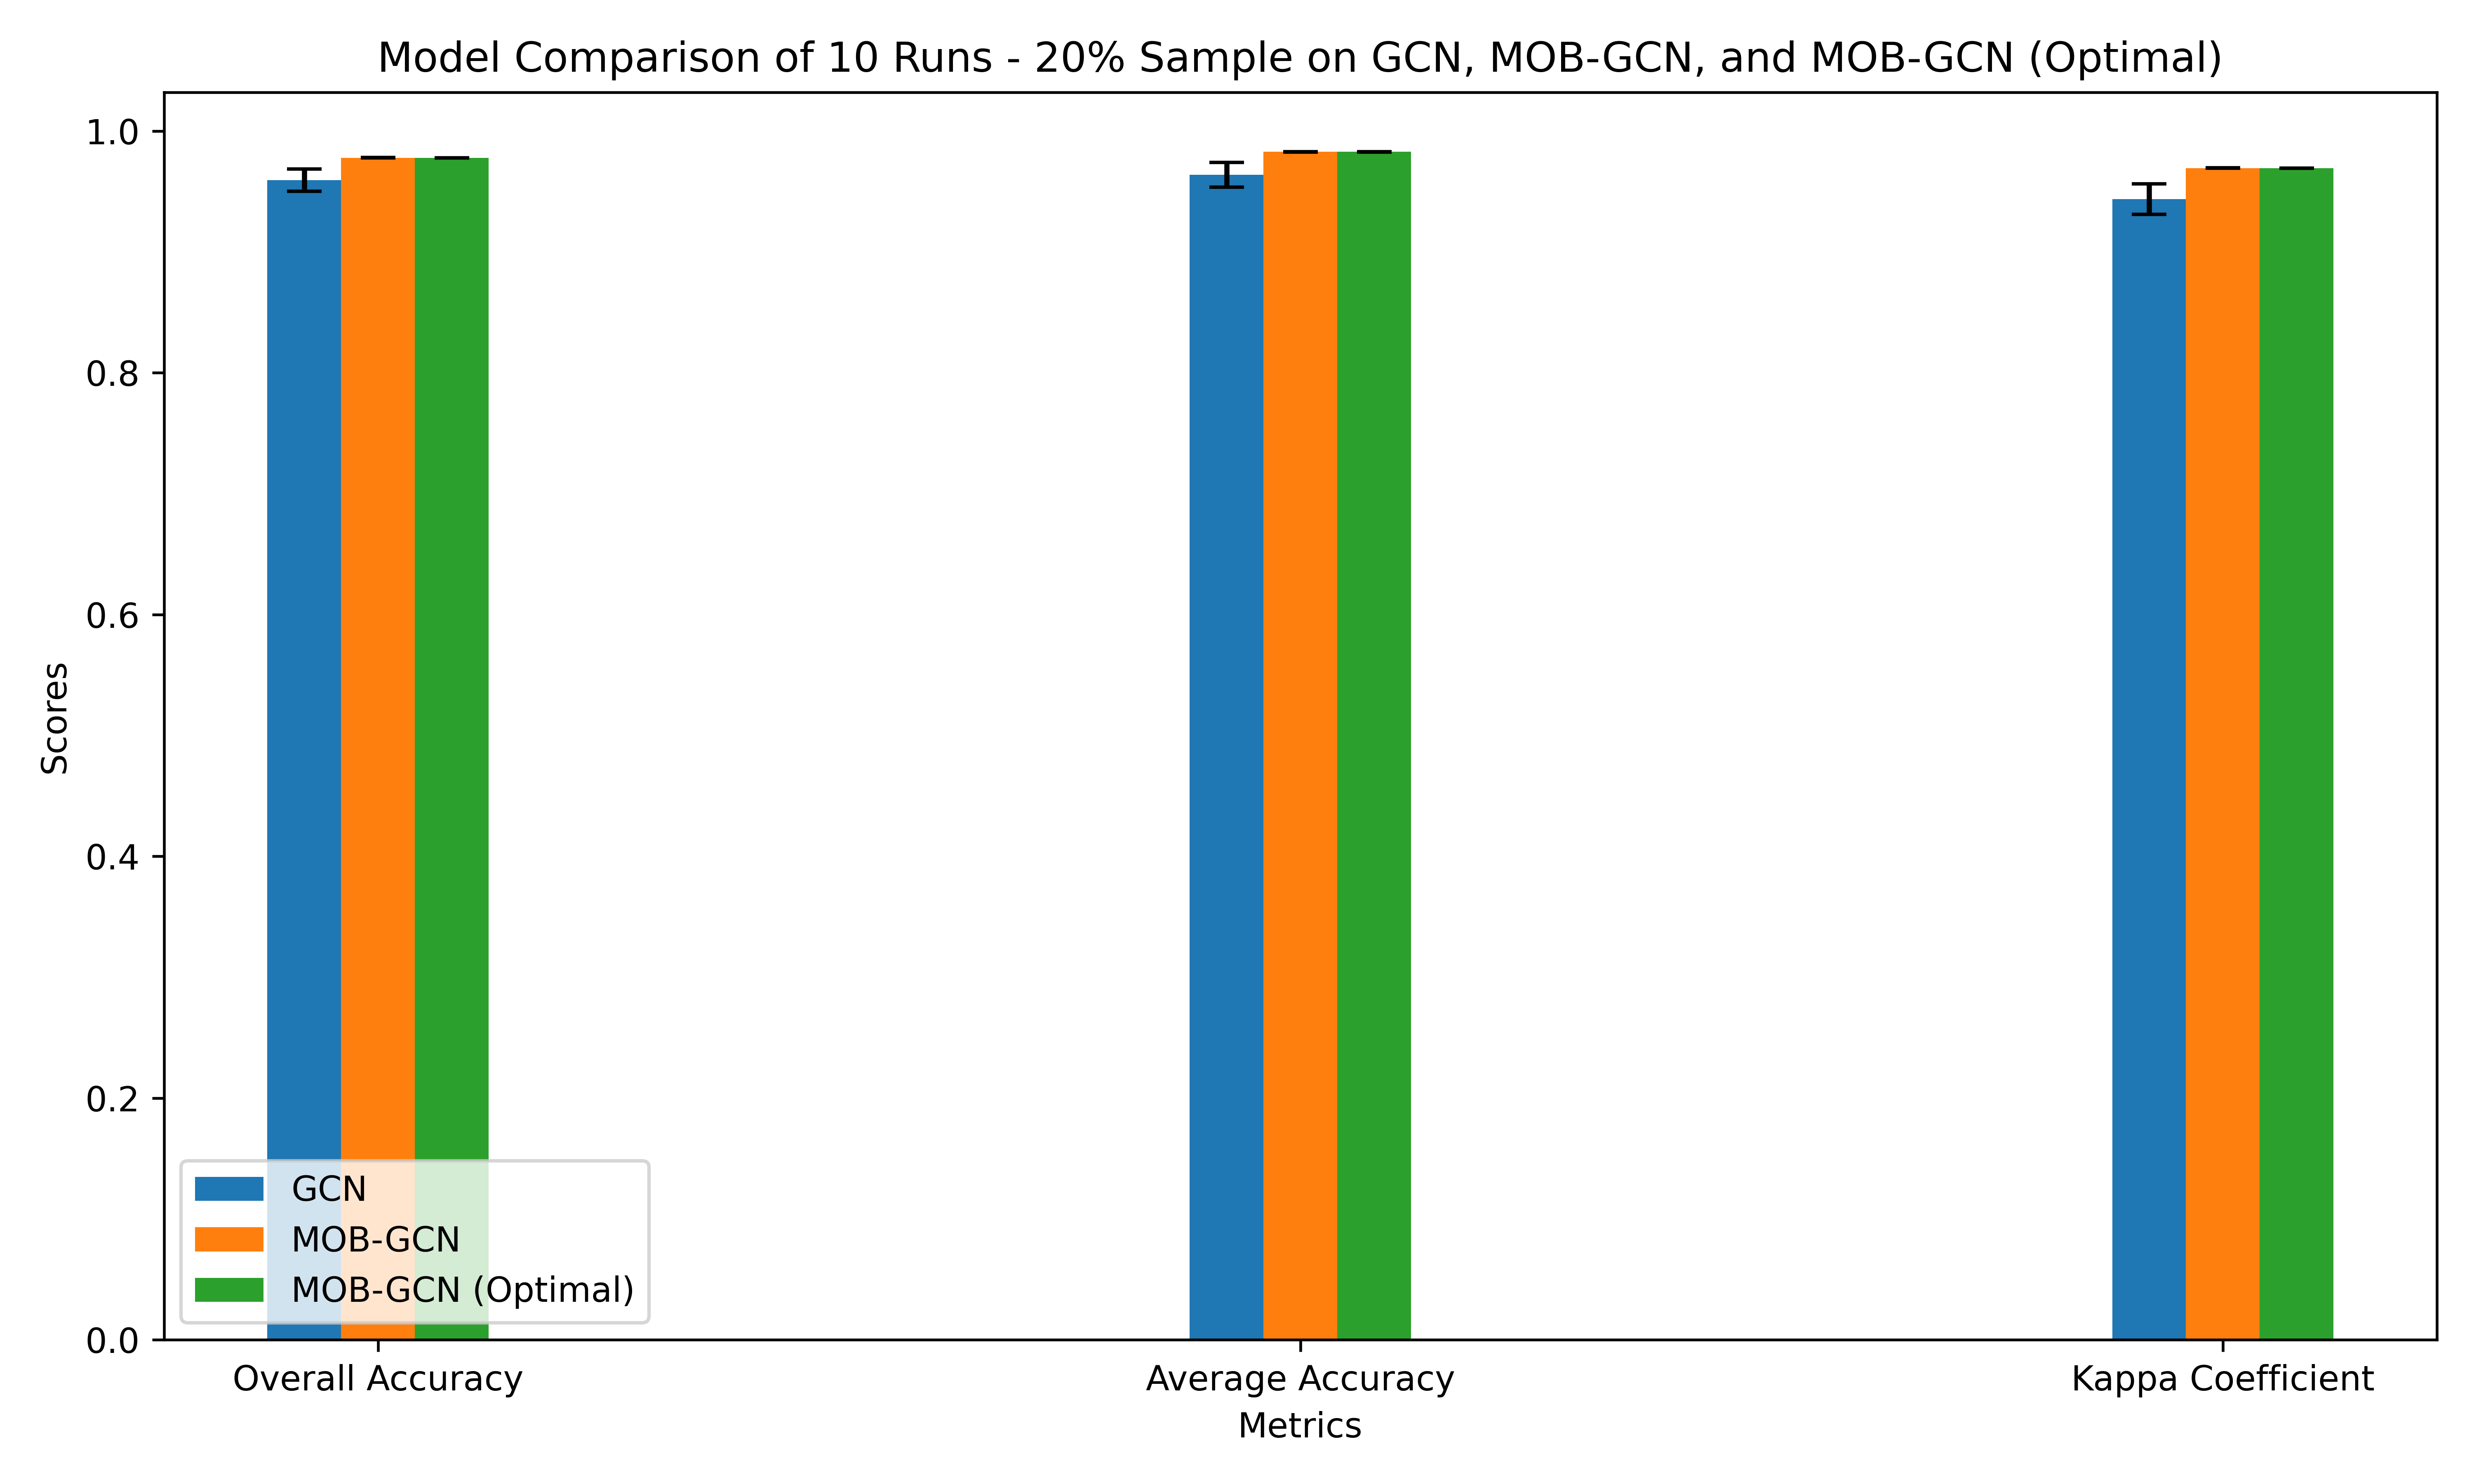 Model Comparison of 10 Runs - 20% Sample on GCN, MOB-GCN, and MOB-GCN (Optimal)
1.0
0.8
0.6
0.4
0.2
0.0
Scores
GCN
MOB-GCN
MOB-GCN (Optimal)
Overall Accuracy
Average Accuracy
Kappa Coefficient
Metrics